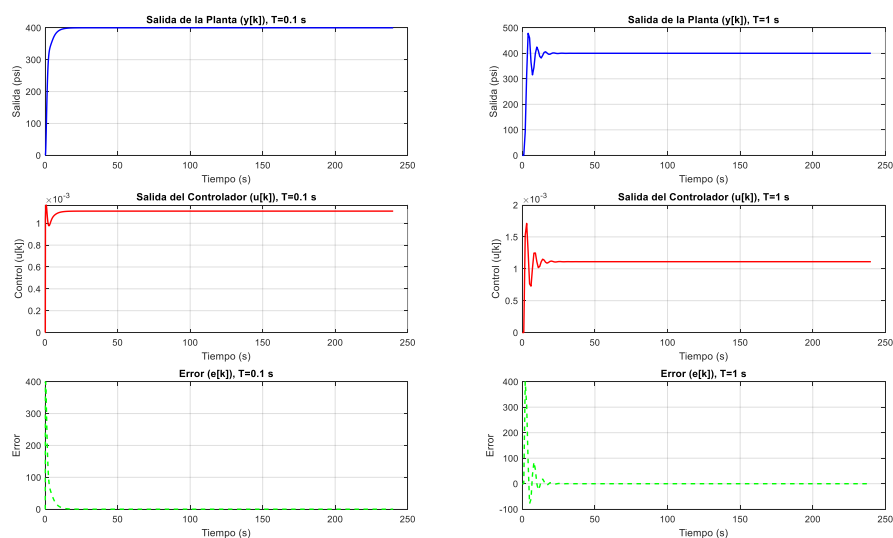 Salida de la Planta (y[k]), T=0.1 s
Salida (psi)
400
300
200
100
0
0 50 100 150 200 250
Tiempo (s)
Salida de la Planta (y[k]), T=1 s
Salida (psi)
500
400
300
200
100
0
0 50 100 150 200 250
Tiempo (s)
×10^-3
Salida del Controlador (u[k]), T=0.1 s
Control (u[k])
1
0.8
0.6
0.4
0.2
0
0 50 100 150 200 250
Tiempo (s)
×10^-3
Salida del Controlador (u[k]), T=1 s
Control (u[k])
2
1.5
1
0.5
0
0 50 100 150 200 250
Tiempo (s)
Error (e[k]), T=0.1 s
Error
400
300
200
100
0
0 50 100 150 200 250
Tiempo (s)
Error (e[k]), T=1 s
Error
400
300
200
100
0
-100
0 50 100 150 200 250
Tiempo (s)